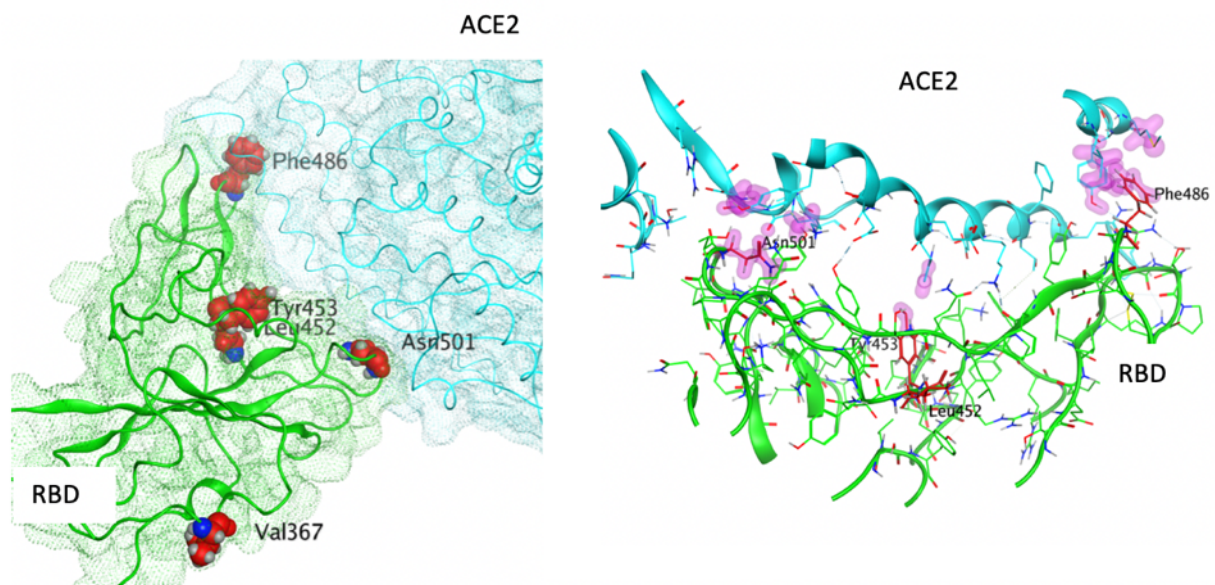 ACE2
Phe486
Tyr453
Leu452
Asn501
RBD
Val367
ACE2
Phe486
Asn501
Tyr453
RBD
Leu452